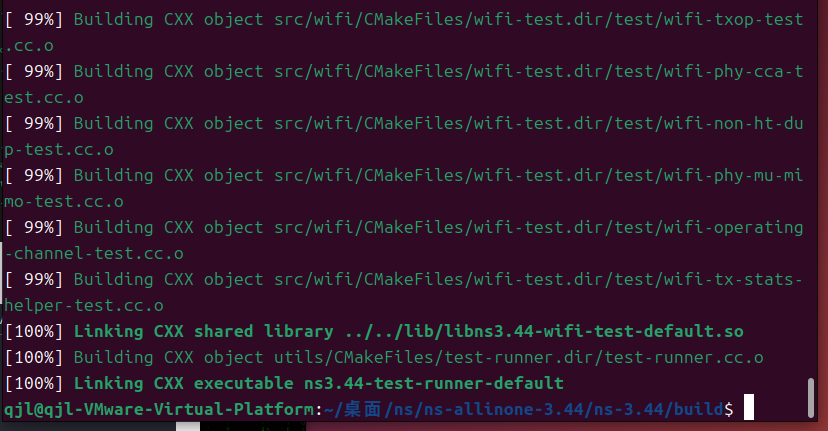 [ 99%] Building CXX object src/wifi/CMakeFiles/wifi-test.dir/test/wifi-txop-test
.cc.o
[ 99%] Building CXX object src/wifi/CMakeFiles/wifi-test.dir/test/wifi-phy-cca-t
est.cc.o
[ 99%] Building CXX object src/wifi/CMakeFiles/wifi-test.dir/test/wifi-non-ht-du
p-test.cc.o
[ 99%] Building CXX object src/wifi/CMakeFiles/wifi-test.dir/test/wifi-phy-mu-mi
mo-test.cc.o
[ 99%] Building CXX object src/wifi/CMakeFiles/wifi-test.dir/test/wifi-operating
-channel-test.cc.o
[ 99%] Building CXX object src/wifi/CMakeFiles/wifi-test.dir/test/wifi-tx-stats-
helper-test.cc.o
[100%] Linking CXX shared library ../../lib/libns3.44-wifi-test-default.so
[100%] Building CXX object utils/CMakeFiles/test-runner.dir/test-runner.cc.o
[100%] Linking CXX executable ns3.44-test-runner-default
qjl@qjl-VMware-Virtual-Platform:~/桌面/ns/ns-allinone-3.44/ns-3.44/build$